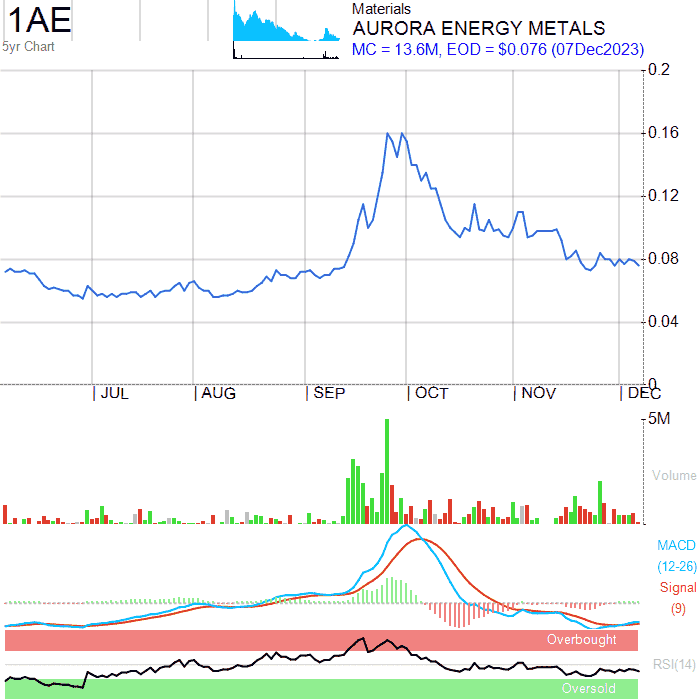 1AE
5yr Chart
Materials
AURORA ENERGY METALS
MC = 13.6M, EOD = $0.076 (07Dec2023)
0.2
0.16
0.12
0.08
0.04
0
JUL AUG SEP OCT NOV DEC
5M
Volume
MACD
(12-26)
Signal
(9)
Overbought
RSI(14)
Oversold